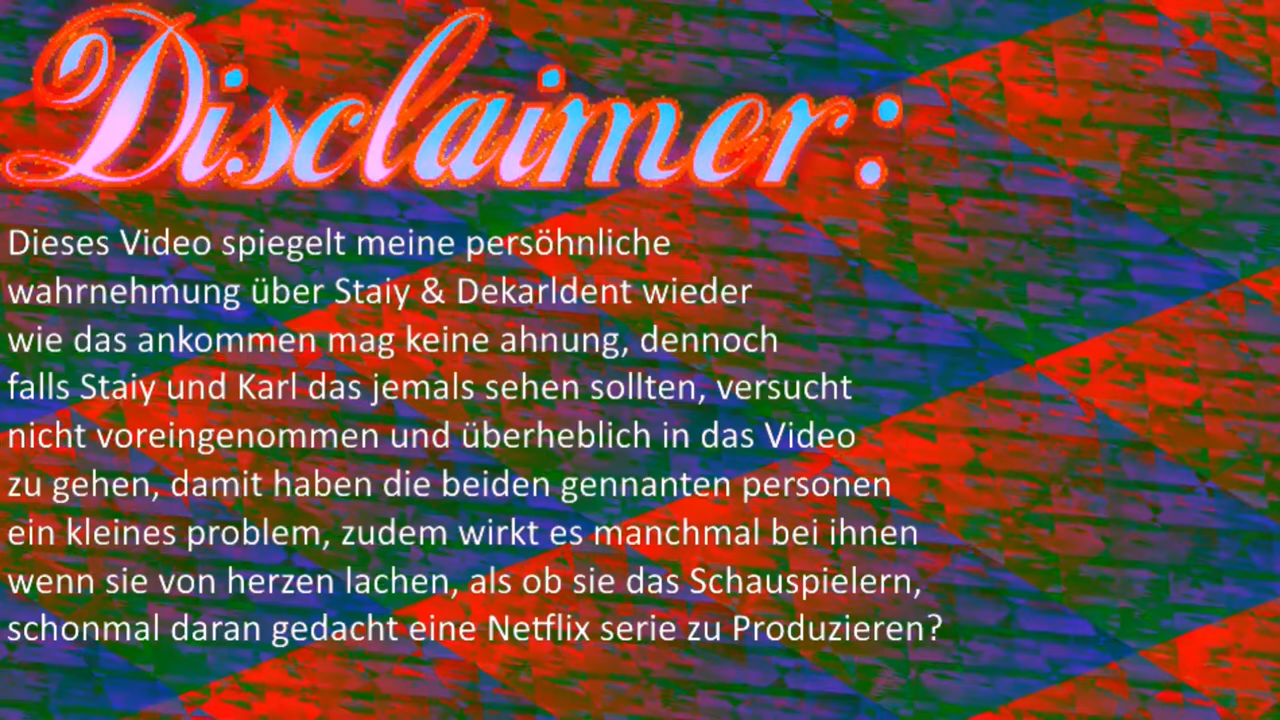 Disclaimer:
Dieses Video spiegelt meine persöhnliche
wahrnehmung über Staiy & Dekarldent wieder
wie das ankommen mag keine ahnung, dennoch
falls Staiy und Karl das jemals sehen sollten, versucht
nicht voreingenommen und überheblich in das Video
zu gehen, damit haben die beiden gennanten personen
ein kleines problem, zudem wirkt es manchmal bei ihnen
wenn sie von herzen lachen, als ob sie das Schauspielern,
schonmal daran gedacht eine Netflix serie zu Produzieren?